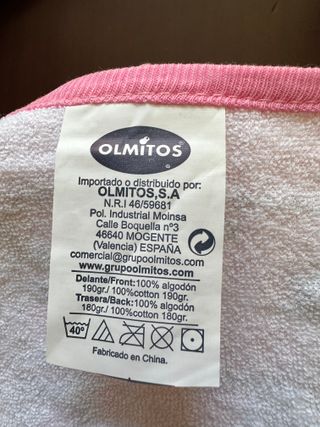 OLMITOS
Importado o distribuido por:
OLMITOS,S.A
N.R.I 46/59681
Pol. Industrial Moinsa
Calle Boquella nº3
46640 MOGENTE
(Valencia) ESPAÑA
comercial@grupoolmitos.com
www.grupoolmitos.com
Delante/Front:100% algodón
190gr./ 100%cotton 190gr.
Trasera/Back:100% algodón
180gr./ 100%cotton 180gr.
40º
Fabricado en China.